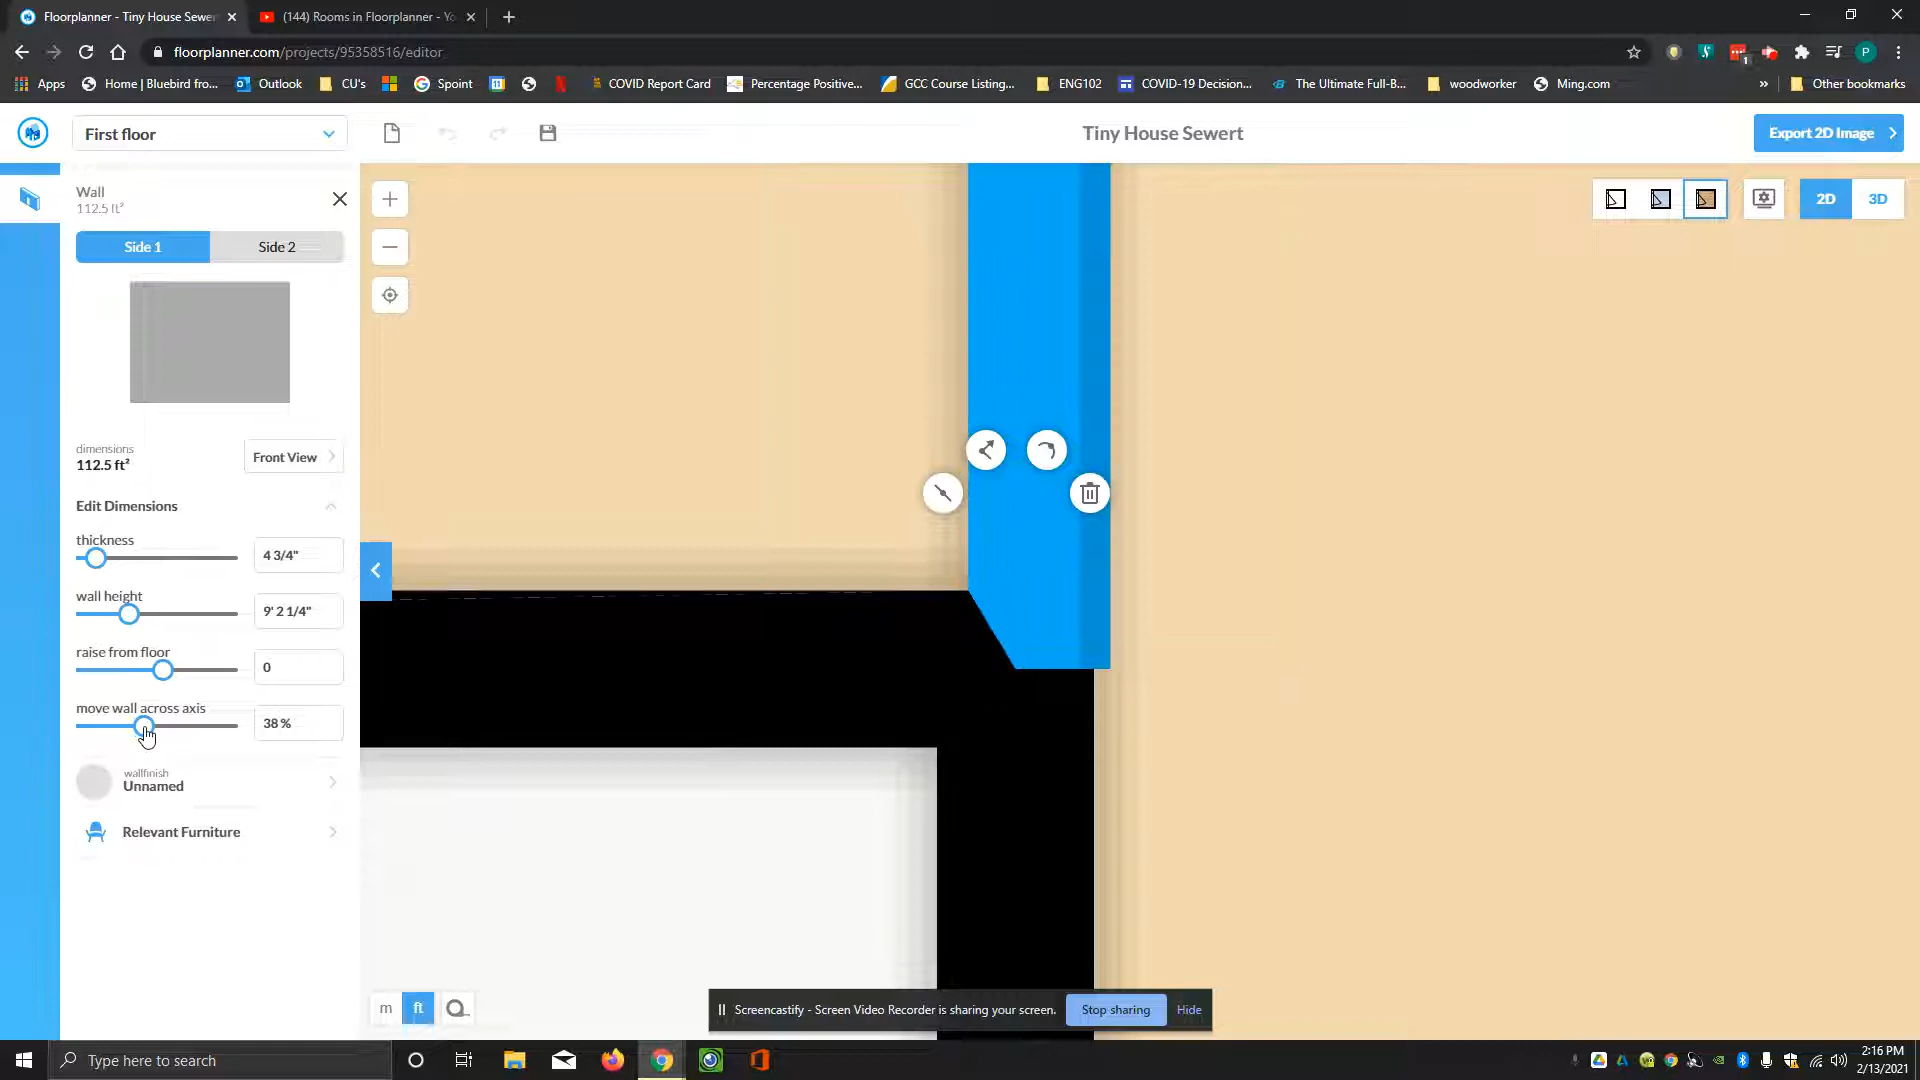 Floorplanner - Tiny House Sewer
(144) Rooms in Floorplanner - Yo
floorplanner.com/projects/95358516/editor
Apps
Home | Bluebird fro...
Outlook
CU's
Spoint
COVID Report Card
Percentage Positive...
GCC Course Listing...
ENG102
COVID-19 Decision...
The Ultimate Full-B...
woodworker
Ming.com
»
Other bookmarks
First floor
Tiny House Sewert
Export 2D Image
Wall
112.5 ft²
Side 1
Side 2
2D
3D
dimensions
112.5 ft²
Front View
Edit Dimensions
thickness
4 3/4"
wall height
9' 2 1/4"
raise from floor
0
move wall across axis
38 %
wallfinish
Unnamed
Relevant Furniture
m
ft
Screencastify - Screen Video Recorder is sharing your screen.
Stop sharing
Hide
Type here to search
2:16 PM
2/13/2021